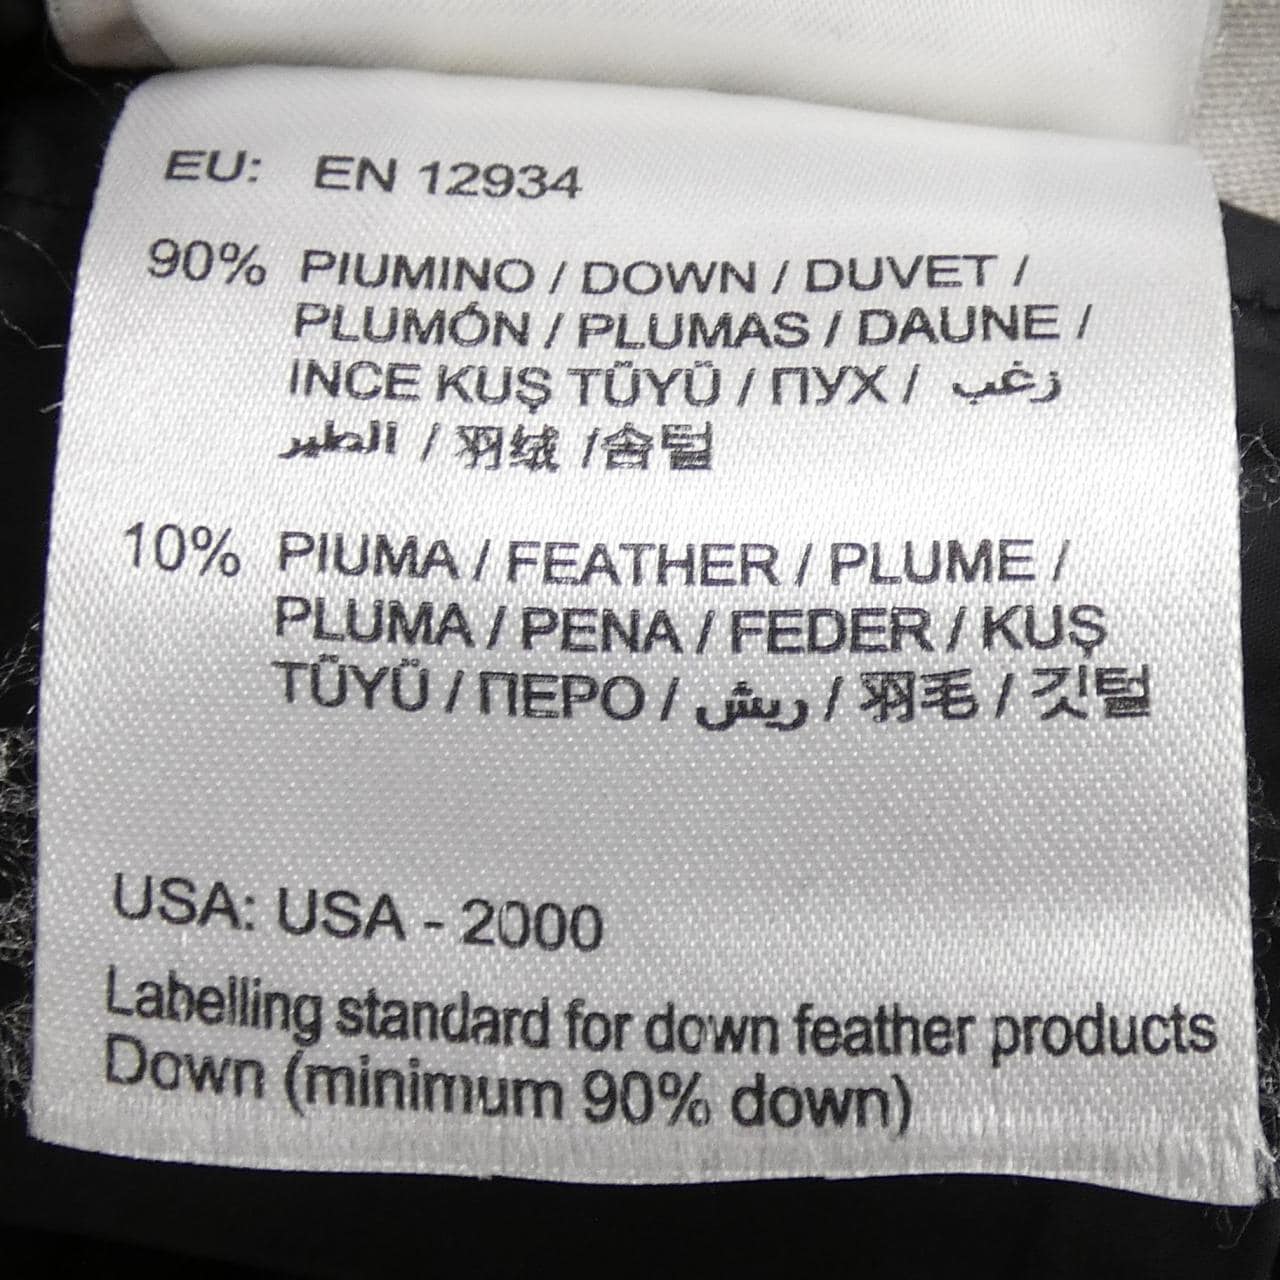 EU: EN 12934
90% PIUMINO / DOWN / DUVET /
PLUMÓN / PLUMAS / DAUNE /
INCE KUŞ TÜYÜ / ПУХ / زغب
الطير / 羽绒 /솜털
10% PIUMA / FEATHER / PLUME /
PLUMA / PENA / FEDER / KUŞ
TÜYÜ / ПЕРО / ريش / 羽毛 / 깃털
USA: USA - 2000
Labelling standard for down feather products
Down (minimum 90% down)